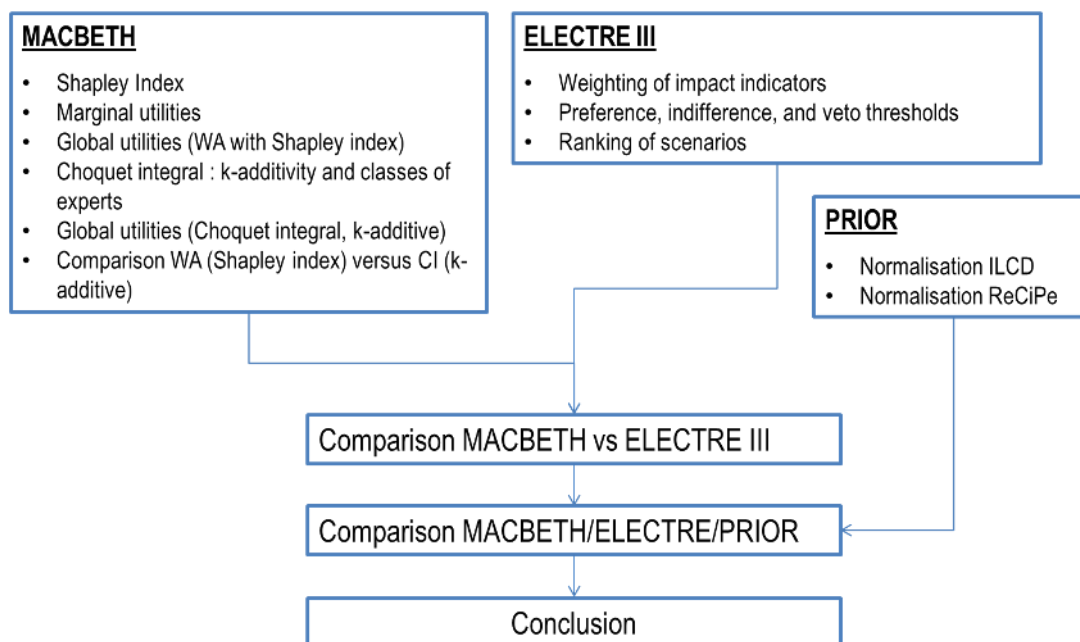 MACBETH
• Shapley Index
• Marginal utilities
• Global utilities (WA with Shapley index)
• Choquet integral : k-additivity and classes of
experts
• Global utilities (Choquet integral, k-additive)
• Comparison WA (Shapley index) versus CI (k-
additive)
ELECTRE III
• Weighting of impact indicators
• Preference, indifference, and veto thresholds
• Ranking of scenarios
PRIOR
• Normalisation ILCD
• Normalisation ReCiPe
Comparison MACBETH vs ELECTRE III
Comparison MACBETH/ELECTRE/PRIOR
Conclusion